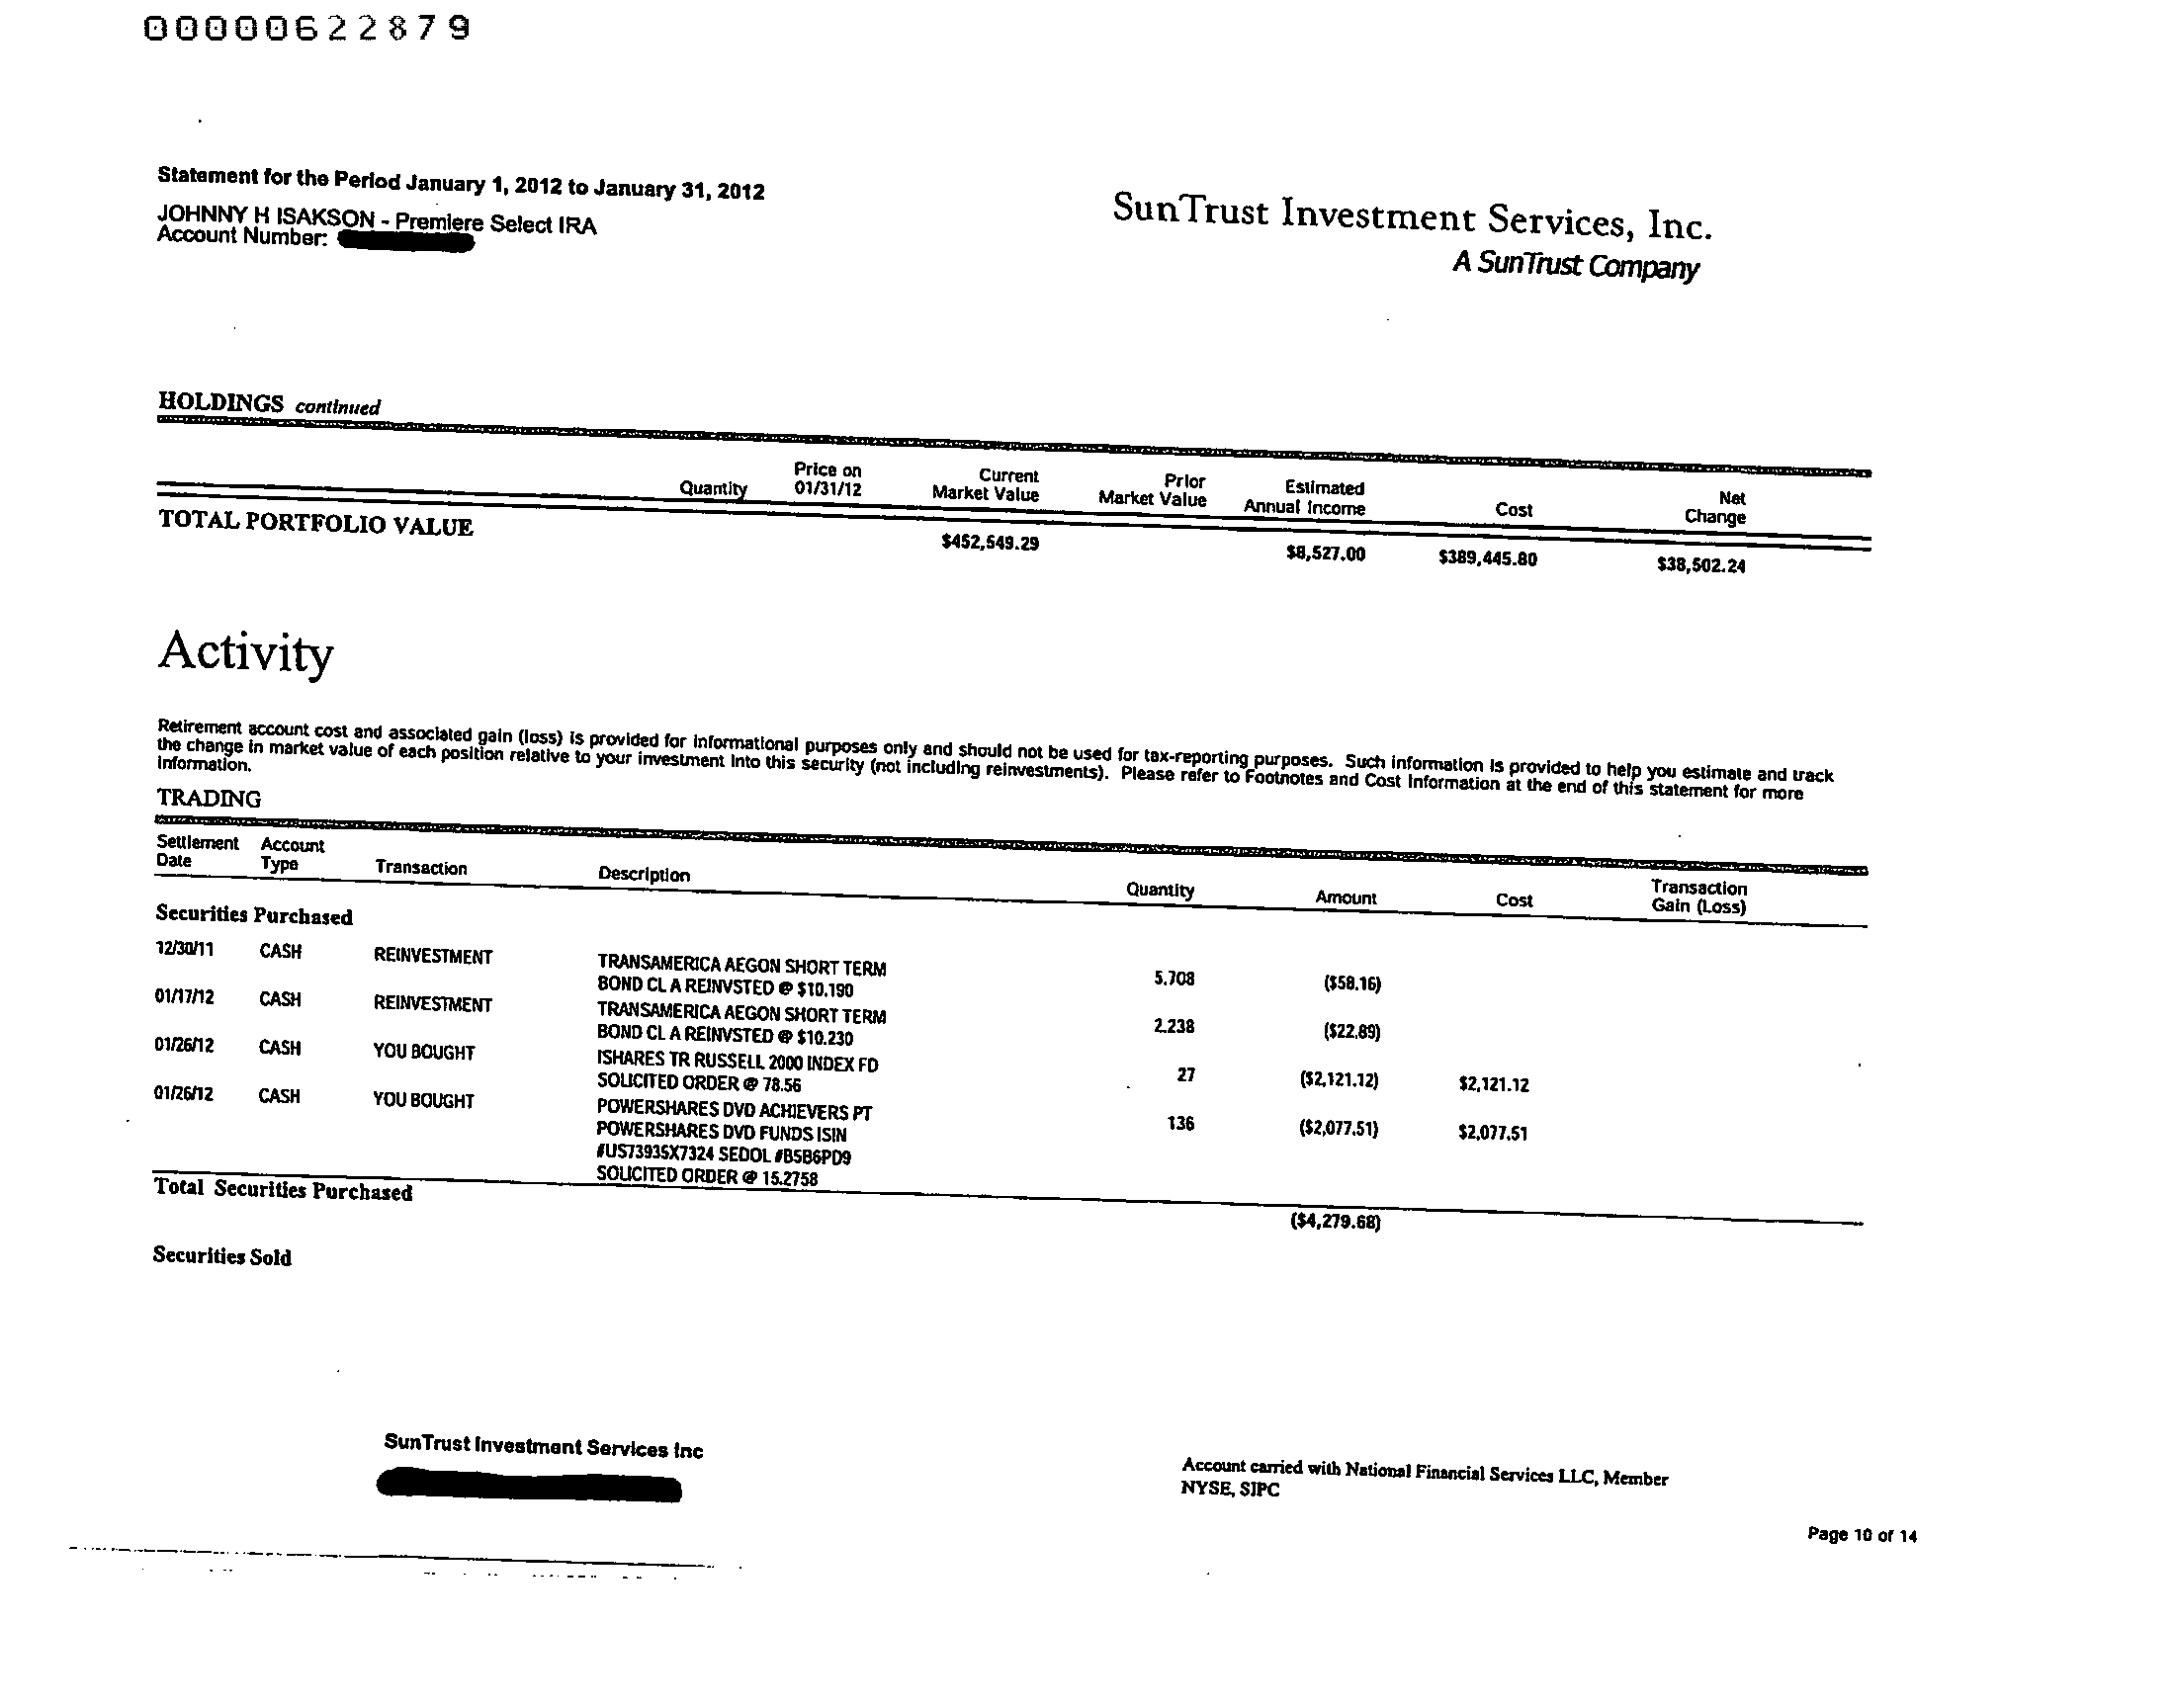 00000622879
Statement for the Period January 1, 2012 to January 31, 2012
JOHNNY H ISAKSON - Premiere Select IRA
Account Number:
SunTrust Investment Services, Inc.
A SunTrust Company
HOLDINGS continued
Quantity Price on 01/31/12 Current Market Value Prior Market Value Estimated Annual Income Cost Net Change
TOTAL PORTFOLIO VALUE $452,549.29 $8,527.00 $389,445.80 $38,502.24
Activity
Retirement account cost and associated gain (loss) is provided for informational purposes only and should not be used for tax-reporting purposes. Such information is provided to help you estimate and track
the change in market value of each position relative to your investment into this security (not including reinvestments). Please refer to Footnotes and Cost Information at the end of this statement for more
information.
TRADING
Settlement Date Account Type Transaction Description Quantity Amount Cost Transaction Gain (Loss)
Securities Purchased
12/30/11 CASH REINVESTMENT TRANSAMERICA AEGON SHORT TERM 5.708 ($58.16)
BOND CL A REINVSTED @ $10.190
01/17/12 CASH REINVESTMENT TRANSAMERICA AEGON SHORT TERM 2.238 ($22.89)
BOND CL A REINVSTED @ $10.230
01/26/12 CASH YOU BOUGHT ISHARES TR RUSSELL 2000 INDEX FD 27 ($2,121.12) $2,121.12
SOLICITED ORDER @ 78.56
01/26/12 CASH YOU BOUGHT POWERSHARES DVD ACHIEVERS PT 136 ($2,077.51) $2,077.51
POWERSHARES DVD FUNDS ISIN
#US73935X7324 SEDOL #B5B6PD9
SOLICITED ORDER @ 15.2758
Total Securities Purchased ($4,279.68)
Securities Sold
SunTrust Investment Services Inc
Account carried with National Financial Services LLC, Member
NYSE, SIPC
Page 10 of 14